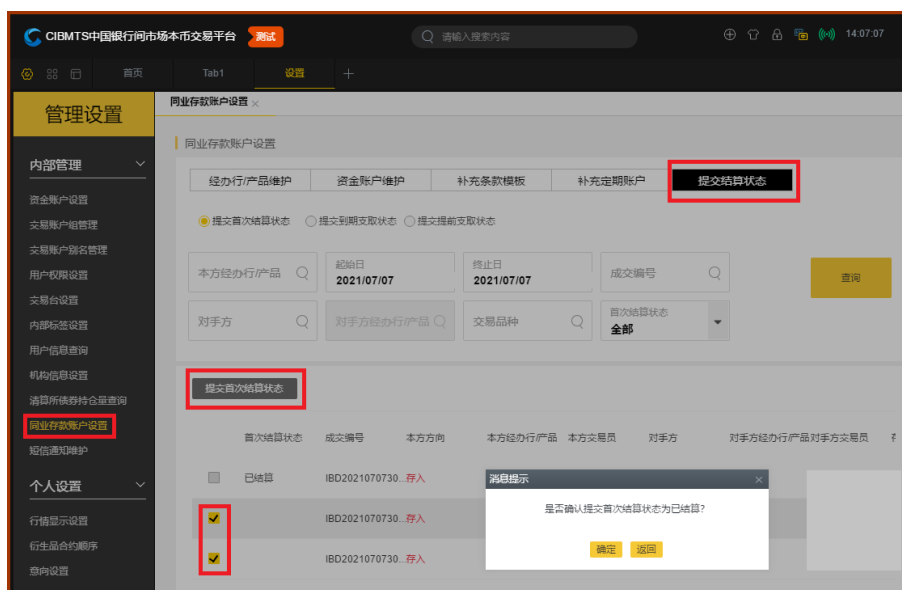 CIBMTS中国银行间市场本币交易平台 测试 请输入搜索内容 14:07:07
首页 Tab1 设置
管理设置
同业存款账户设置
同业存款账户设置
内部管理
经办行/产品维护 资金账户维护 补充条款模板 补充定期账户 提交结算状态
资金账户设置
提交首次结算状态 提交到期支取状态 提交提前支取状态
交易账户组管理
交易账户别名管理
用户权限设置
本方经办行/产品 起始日 2021/07/07 终止日 2021/07/07 成交编号 查询
交易台设置
内部标签设置
对手方 对手方经办行/产品 交易品种 首次结算状态 全部
用户信息查询
机构信息设置
提交首次结算状态
清算所债券持仓量查询
同业存款账户设置
首次结算状态 成交编号 本方方向 本方经办行/产品 本方交易员 对手方 对手方经办行/产品 对手方交易员
短信通知维护
个人设置
已结算 IBD2021070730... 存入
消息提示
行情显示设置
IBD2021070730... 存入
是否确认提交首次结算状态为已结算?
衍生品合约顺序
确定 返回
意向设置
IBD2021070730... 存入